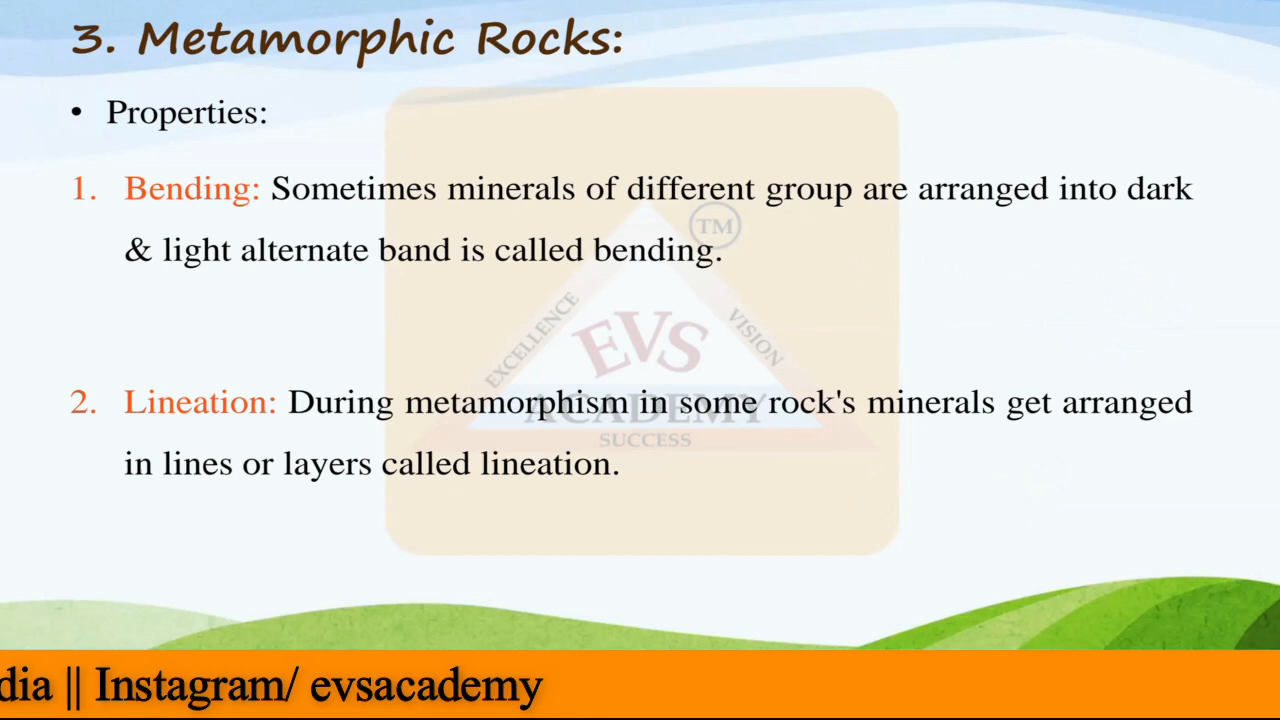 3. Metamorphic Rocks:
• Properties:
1. Bending: Sometimes minerals of different group are arranged into dark
& light alternate band is called bending.
TM
EXCELLENCE
VISION
EVS
2. Lineation: During metamorphism in some rock's minerals get arranged
ACADEMY
SUCCESS
in lines or layers called lineation.
dia || Instagram/ evsacademy